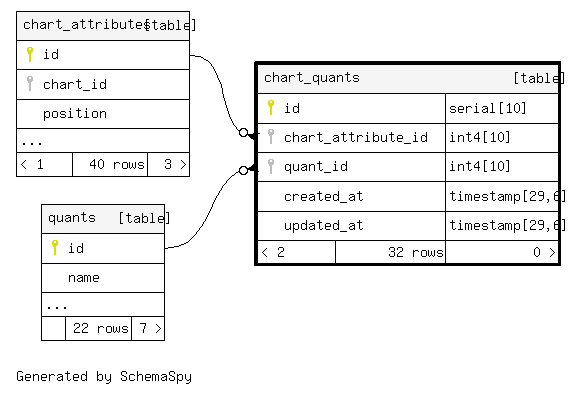 chart_attributes [table]
id
chart_id
position
...
< 1 40 rows 3 >
chart_quants [table]
id serial[10]
chart_attribute_id int4[10]
quant_id int4[10]
created_at timestamp[29,6]
updated_at timestamp[29,6]
< 2 32 rows 0 >
quants [table]
id
name
...
22 rows 7 >
Generated by SchemaSpy